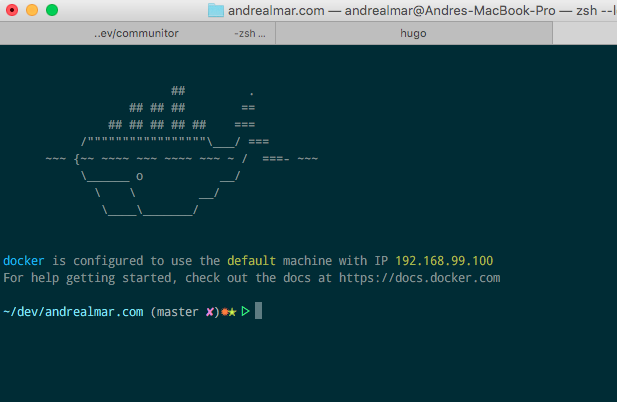 andrealmar.com — andrealmar@Andres-MacBook-Pro — zsh --l
..ev/communitor -zsh ... hugo
                        ##         .
                  ## ## ##        ==
               ## ## ## ## ##    ===
           /"""""""""""""""""\___/ ===
      ~~~ {~~ ~~~~ ~~~ ~~~~ ~~~ ~ /  ===- ~~~
           \______ o           __/
             \    \         __/
              \____\_______/
docker is configured to use the default machine with IP 192.168.99.100
For help getting started, check out the docs at https://docs.docker.com
~/dev/andrealmar.com (master ✘)✹★ ᐅ